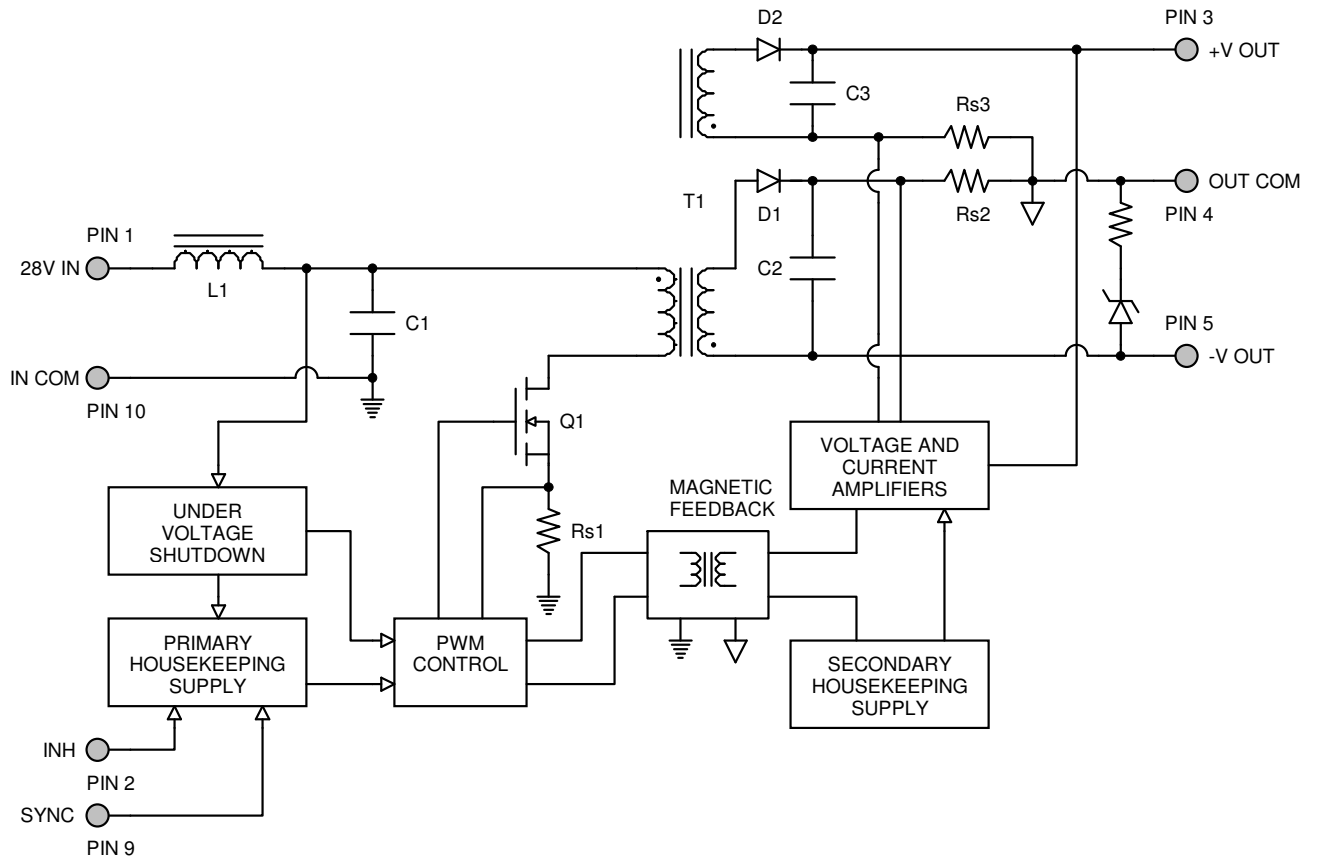 D2
PIN 3
+V OUT
C3
Rs3
T1
D1
Rs2
OUT COM
PIN 4
PIN 1
28V IN
L1
C2
C1
PIN 5
-V OUT
IN COM
PIN 10
Q1
VOLTAGE AND
CURRENT
AMPLIFIERS
MAGNETIC
FEEDBACK
UNDER
VOLTAGE
SHUTDOWN
Rs1
PRIMARY
HOUSEKEEPING
SUPPLY
PWM
CONTROL
SECONDARY
HOUSEKEEPING
SUPPLY
INH
PIN 2
SYNC
PIN 9